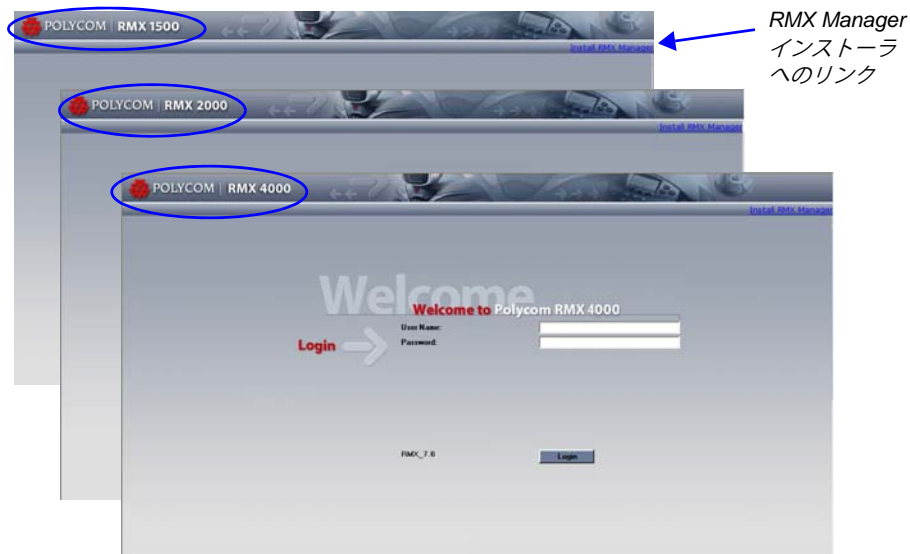 POLYCOM | RMX 1500
Install RMX Manager
RMX Manager
インストーラ
へのリンク
POLYCOM | RMX 2000
Install RMX Manager
POLYCOM | RMX 4000
Install RMX Manager
Welcome
Welcome to Polycom RMX 4000
User Name:
Login
Password:
RMX_7.6
Login